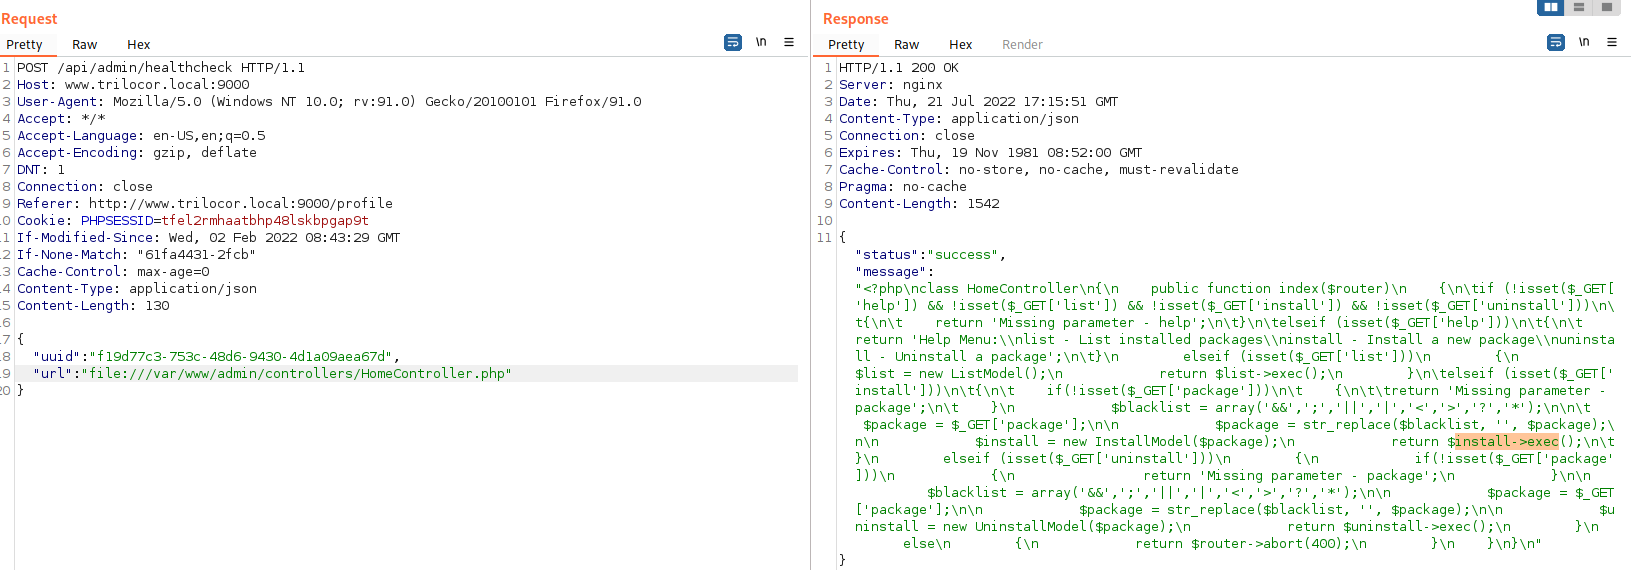 Request
Pretty Raw Hex \n
1 POST /api/admin/healthcheck HTTP/1.1
2 Host: www.trilocor.local:9000
3 User-Agent: Mozilla/5.0 (Windows NT 10.0; rv:91.0) Gecko/20100101 Firefox/91.0
4 Accept: */*
5 Accept-Language: en-US,en;q=0.5
6 Accept-Encoding: gzip, deflate
7 DNT: 1
8 Connection: close
9 Referer: http://www.trilocor.local:9000/profile
10 Cookie: PHPSESSID=tfel2rmhaatbhp48lskbpgap9t
11 If-Modified-Since: Wed, 02 Feb 2022 08:43:29 GMT
12 If-None-Match: "61fa4431-2fcb"
13 Cache-Control: max-age=0
14 Content-Type: application/json
15 Content-Length: 130
16
17 {
18 "uuid":"f19d77c3-753c-48d6-9430-4d1a09aea67d",
19 "url":"file:///var/www/admin/controllers/HomeController.php"
20 }
Response
Pretty Raw Hex Render \n
1 HTTP/1.1 200 OK
2 Server: nginx
3 Date: Thu, 21 Jul 2022 17:15:51 GMT
4 Content-Type: application/json
5 Connection: close
6 Expires: Thu, 19 Nov 1981 08:52:00 GMT
7 Cache-Control: no-store, no-cache, must-revalidate
8 Pragma: no-cache
9 Content-Length: 1542
10
11 {
"status":"success",
"message":
"<?php\nclass HomeController\n{\n    public function index($router)\n    {\n\tif (!isset($_GET[
'help']) && !isset($_GET['list']) && !isset($_GET['install']) && !isset($_GET['uninstall']))\n\
t{\n\t    return 'Missing parameter - help';\n\t}\n\telseif (isset($_GET['help']))\n\t{\n\t
return 'Help Menu:\\nlist - List installed packages\\ninstall - Install a new package\\nuninsta
ll - Uninstall a package';\n\t}\n        elseif (isset($_GET['list']))\n        {\n
$list = new ListModel();\n            return $list->exec();\n        }\n\telseif (isset($_GET['
install']))\n\t{\n\t    if(!isset($_GET['package']))\n\t    {\n\t\treturn 'Missing parameter -
package';\n\t    }\n            $blacklist = array('&&',';','||','|','<','>','?','*');\n\n\t
$package = $_GET['package'];\n\n            $package = str_replace($blacklist, '', $package);\
n\n            $install = new InstallModel($package);\n            return $install->exec();\n\t
}\n        elseif (isset($_GET['uninstall']))\n        {\n            if(!isset($_GET['package'
]))\n            {\n                return 'Missing parameter - package';\n            }\n\n
$blacklist = array('&&',';','||','|','<','>','?','*');\n\n            $package = $_GET
['package'];\n\n            $package = str_replace($blacklist, '', $package);\n\n            $u
ninstall = new UninstallModel($package);\n            return $uninstall->exec();\n        }\n
else\n        {\n            return $router->abort(400);\n        }\n    }\n}\n"
}